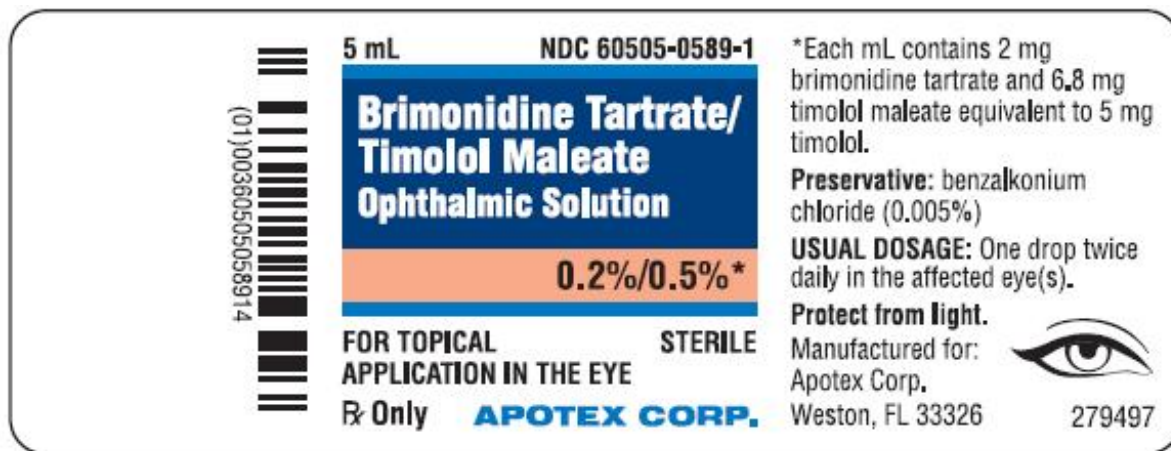 (01)00360505058914
5 mL NDC 60505-0589-1
Brimonidine Tartrate/
Timolol Maleate
Ophthalmic Solution
0.2%/0.5%*
FOR TOPICAL STERILE
APPLICATION IN THE EYE
℞ Only APOTEX CORP.
*Each mL contains 2 mg
brimonidine tartrate and 6.8 mg
timolol maleate equivalent to 5 mg
timolol.
Preservative: benzalkonium
chloride (0.005%)
USUAL DOSAGE: One drop twice
daily in the affected eye(s).
Protect from light.
Manufactured for:
Apotex Corp.
Weston, FL 33326 279497